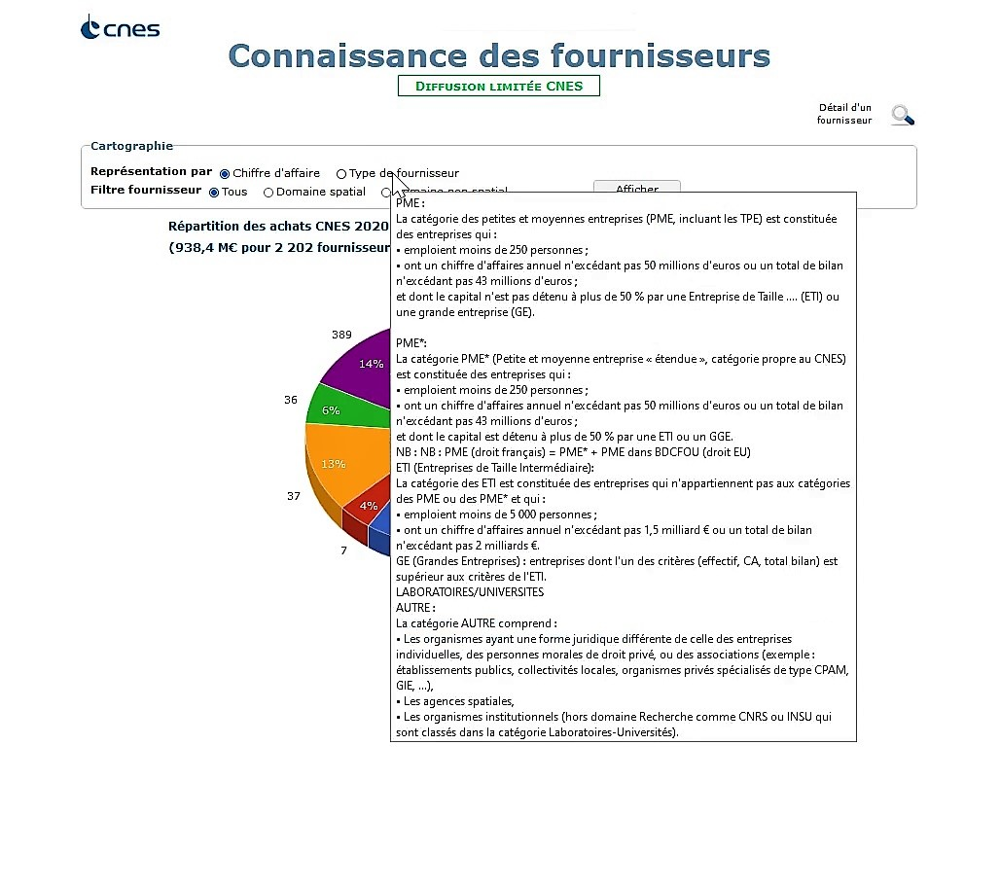 cnes
Connaissance des fournisseurs
DIFFUSION LIMITÉE CNES
Détail d'un
fournisseur
Cartographie
Représentation par Chiffre d'affaire Type de fournisseur
Filtre fournisseur Tous Domaine spatial Domaine non spatial Afficher
Répartition des achats CNES 2020
(938,4 M€ pour 2 202 fournisseur
389
14%
36
6%
13%
37
4%
7
PME :
La catégorie des petites et moyennes entreprises (PME, incluant les TPE) est constituée
des entreprises qui :
• emploient moins de 250 personnes ;
• ont un chiffre d'affaires annuel n'excédant pas 50 millions d'euros ou un total de bilan
n'excédant pas 43 millions d'euros ;
et dont le capital n'est pas détenu à plus de 50 % par une Entreprise de Taille .... (ETI) ou
une grande entreprise (GE).
PME*:
La catégorie PME* (Petite et moyenne entreprise « étendue », catégorie propre au CNES)
est constituée des entreprises qui :
• emploient moins de 250 personnes ;
• ont un chiffre d'affaires annuel n'excédant pas 50 millions d'euros ou un total de bilan
n'excédant pas 43 millions d'euros ;
et dont le capital est détenu à plus de 50 % par une ETI ou un GGE.
NB : NB : PME (droit français) = PME* + PME dans BDCFOU (droit EU)
ETI (Entreprises de Taille Intermédiaire):
La catégorie des ETI est constituée des entreprises qui n'appartiennent pas aux catégories
des PME ou des PME* et qui :
• emploient moins de 5 000 personnes ;
• ont un chiffre d'affaires annuel n'excédant pas 1,5 milliard € ou un total de bilan
n'excédant pas 2 milliards €.
GE (Grandes Entreprises) : entreprises dont l'un des critères (effectif, CA, total bilan) est
supérieur aux critères de l'ETI.
LABORATOIRES/UNIVERSITES
AUTRE :
La catégorie AUTRE comprend :
• Les organismes ayant une forme juridique différente de celle des entreprises
individuelles, des personnes morales de droit privé, ou des associations (exemple :
établissements publics, collectivités locales, organismes privés spécialisés de type CPAM,
GIE, ...),
• Les agences spatiales,
• Les organismes institutionnels (hors domaine Recherche comme CNRS ou INSU qui
sont classés dans la catégorie Laboratoires-Universités).